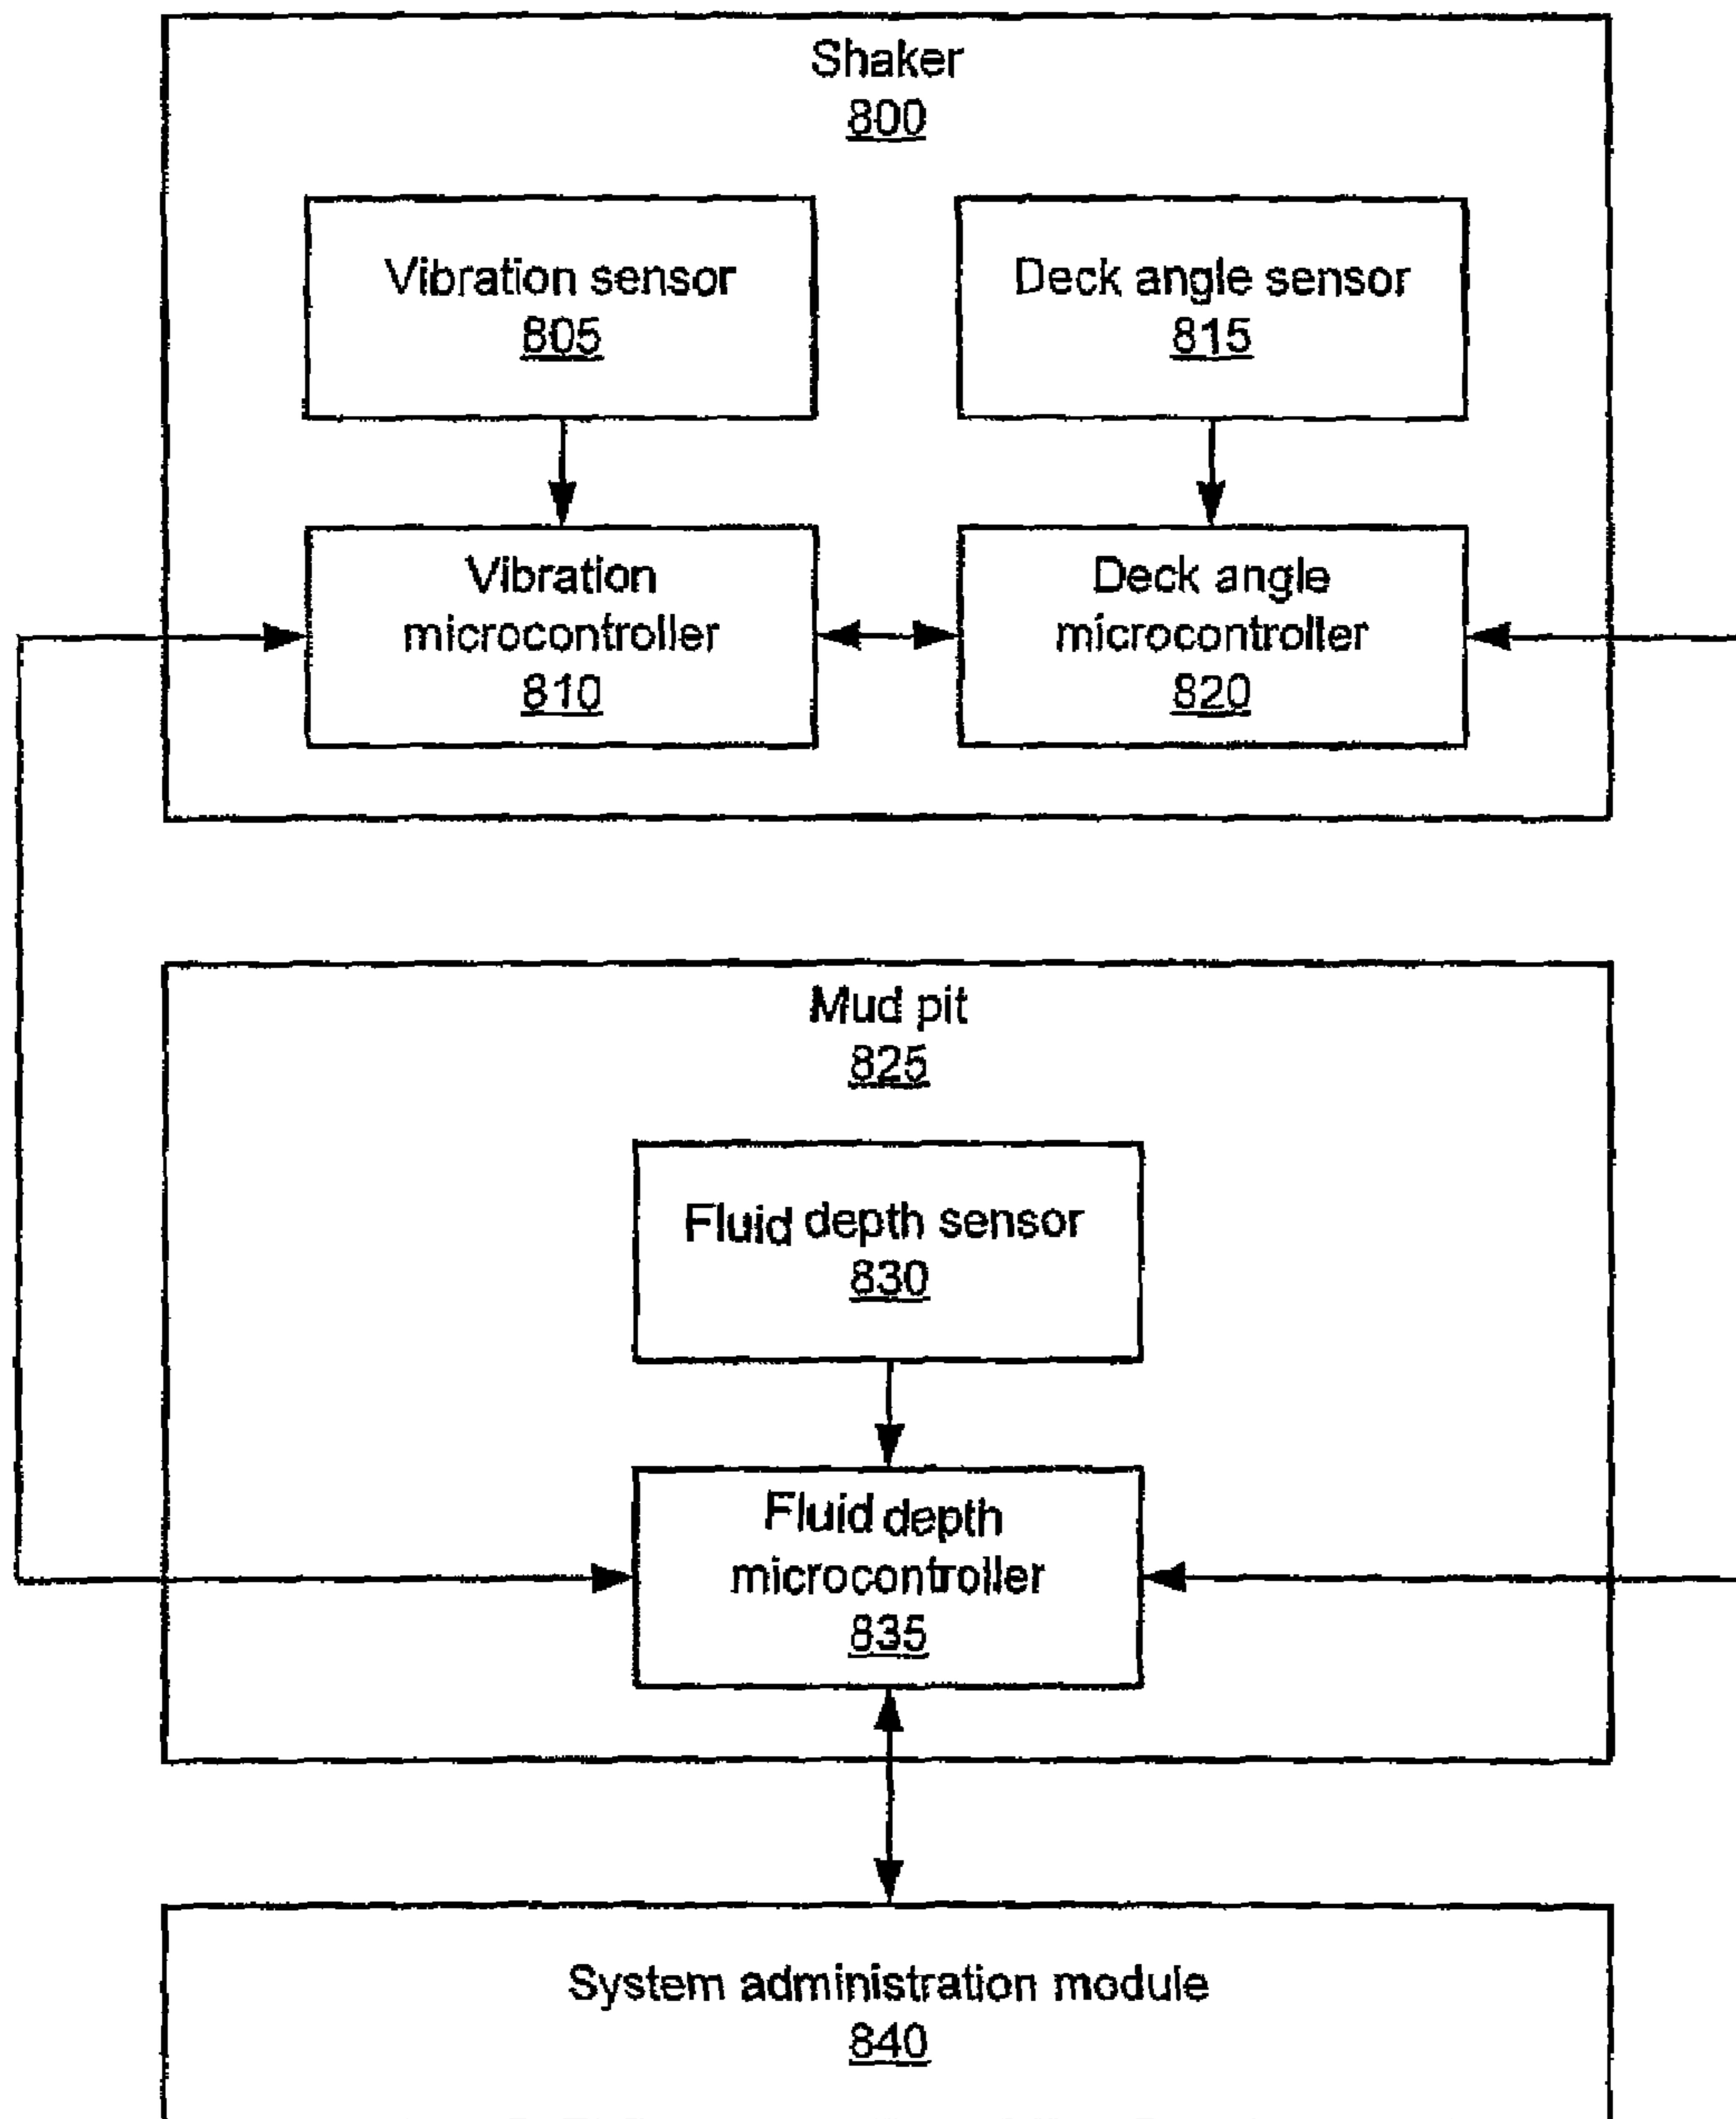 Shaker
800
Vibration sensor
805
Deck angle sensor
815
Vibration
microcontroller
810
Deck angle
microcontroller
820
Mud pit
825
Fluid depth sensor
830
Fluid depth
microcontroller
835
System administration module
840